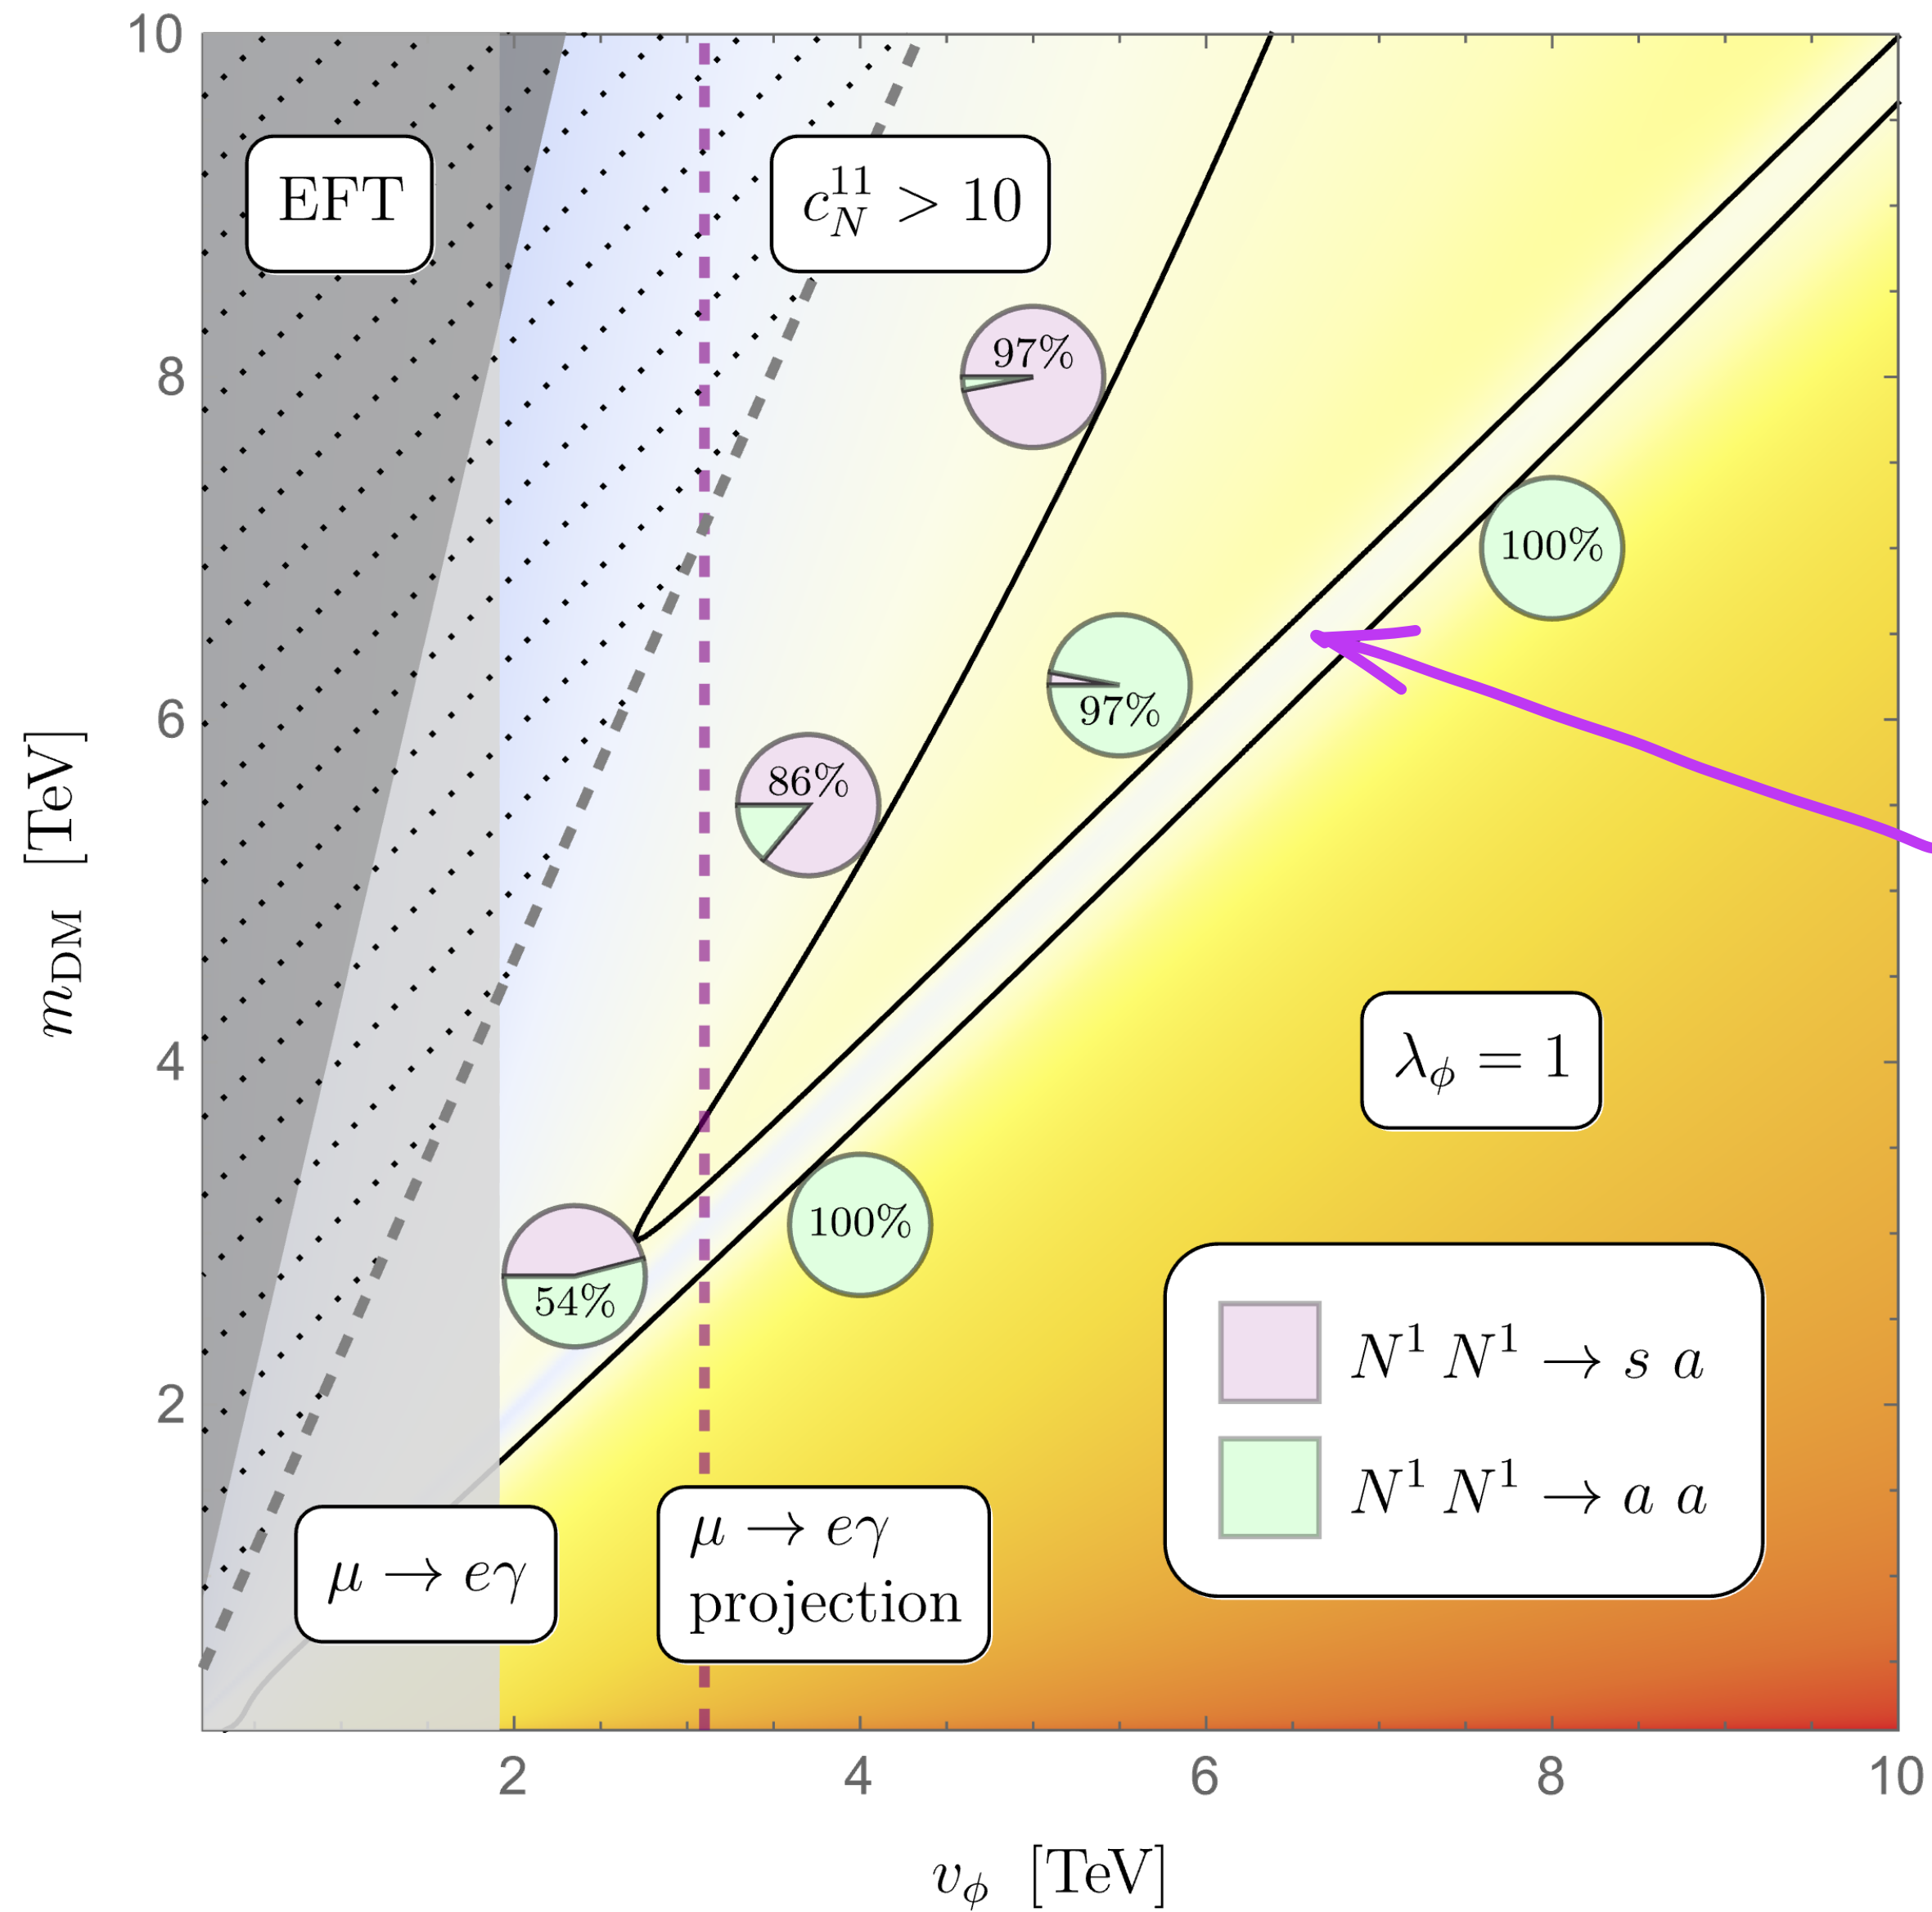 10
EFT
c_N^{11} > 10
8
97%
100%
6
97%
86%
m_DM [TeV]
4
λ_ϕ = 1
100%
54%
2
N^1 N^1 → s a
N^1 N^1 → a a
μ → eγ
μ → eγ
projection
2
4
6
8
10
v_ϕ [TeV]